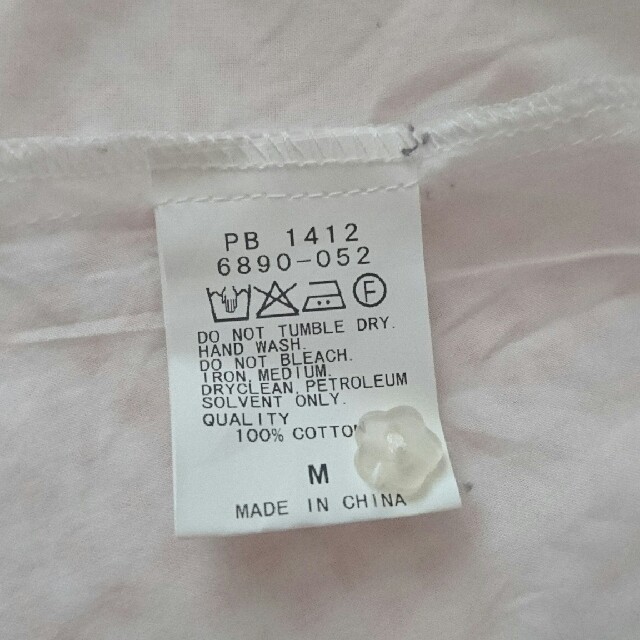 PB 1412
6890-052
F
DO NOT TUMBLE DRY.
HAND WASH.
DO NOT BLEACH.
IRON MEDIUM.
DRYCLEAN, PETROLEUM
SOLVENT ONLY.
QUALITY
100% COTTO
M
MADE IN CHINA